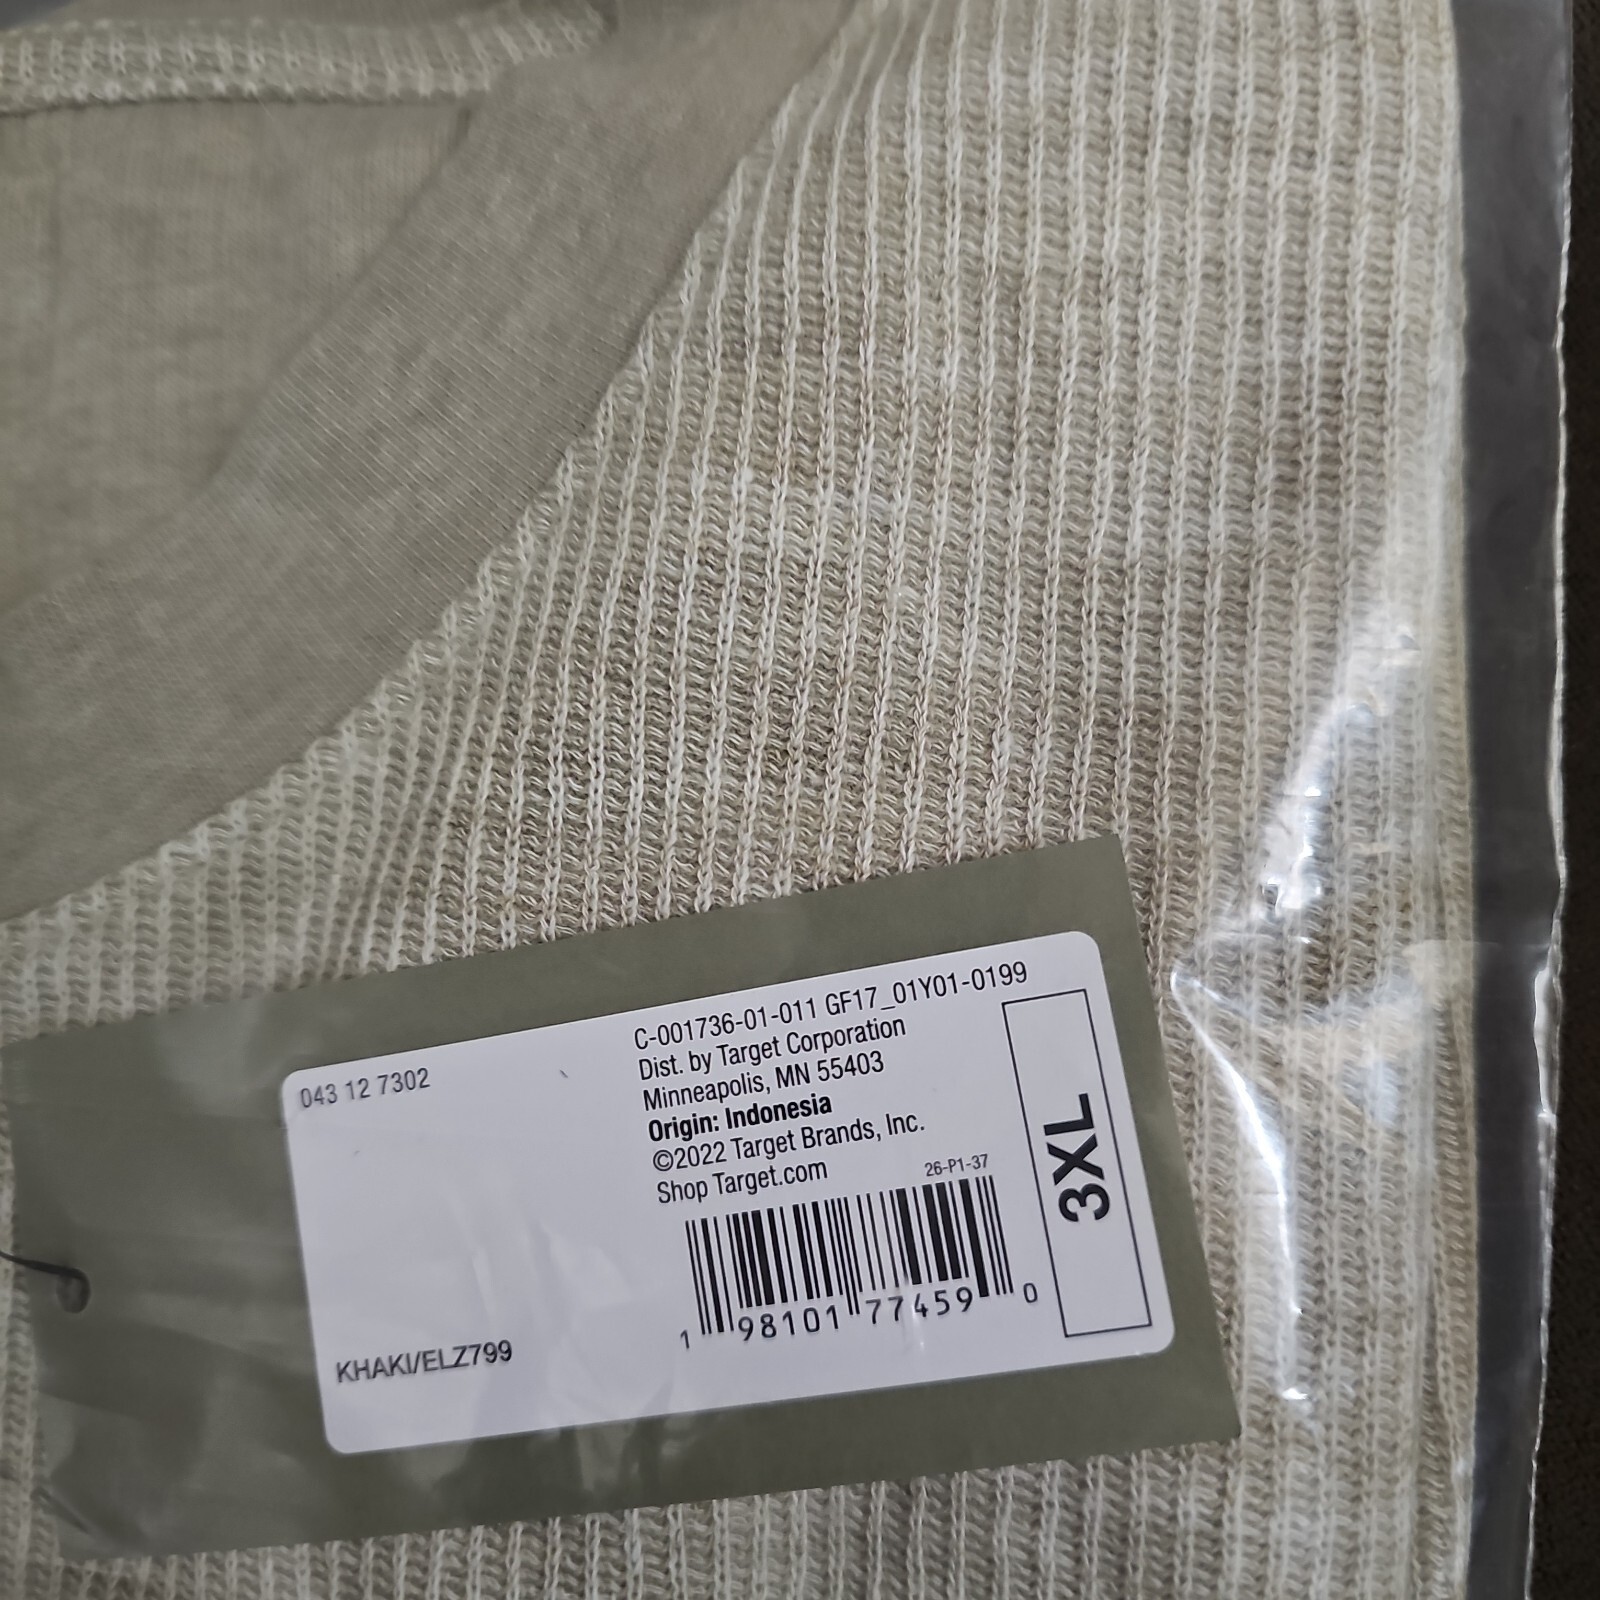 043 12 7302
C-001736-01-011 GF17_01Y01-0199
Dist. by Target Corporation
Minneapolis, MN 55403
Origin: Indonesia
©2022 Target Brands, Inc.
Shop Target.com
26-P1-37
1 98101 77459 0
3XL
KHAKI/ELZ799